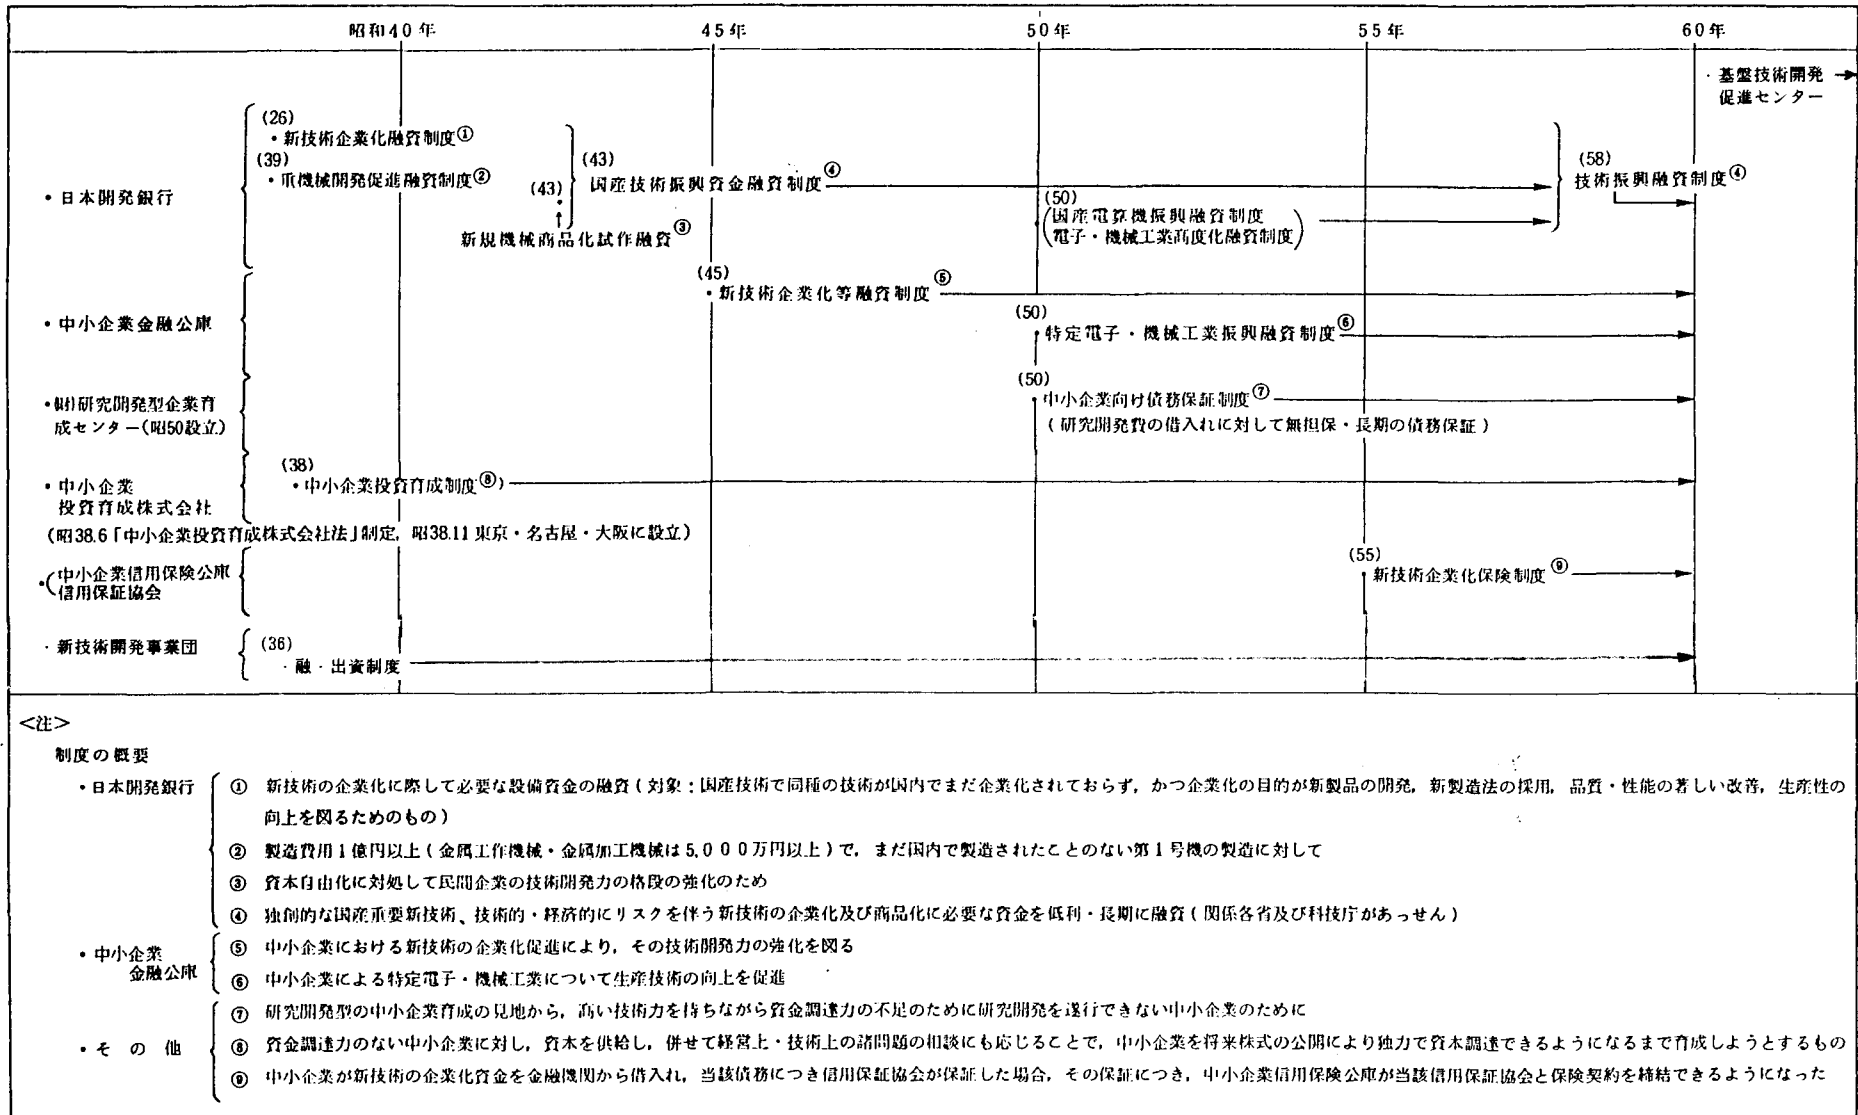 昭和40年 45年 50年 55年 60年
・基盤技術開発
促進センター
(26)
・新技術企業化融資制度①
(39)
・重機械開発促進融資制度②
・日本開発銀行
(43)
新規機械商品化試作融資③
(43)
国産技術振興資金融資制度④
(50)
国産電算機振興融資制度
電子・機械工業高度化融資制度
(58)
技術振興融資制度④
(45)
・新技術企業化等融資制度⑤
・中小企業金融公庫
(50)
・特定電子・機械工業振興融資制度⑥
(50)
・中小企業向け債務保証制度⑦
(研究開発費の借入れに対して無担保・長期の債務保証)
・(財)研究開発型企業育
成センター(昭50設立)
(38)
・中小企業投資育成制度⑧)
・中小企業
投資育成株式会社
(昭38.6「中小企業投資育成株式会社法」制定, 昭38.11 東京・名古屋・大阪に設立)
(55)
・新技術企業化保険制度⑨
・(中小企業信用保険公庫
信用保証協会
・新技術開発事業団
(36)
・融・出資制度
<注>
制度の概要
・日本開発銀行
① 新技術の企業化に際して必要な設備資金の融資(対象:国産技術で同種の技術が国内でまだ企業化されておらず, かつ企業化の目的が新製品の開発, 新製造法の採用, 品質・性能の著しい改善, 生産性の
向上を図るためのもの)
② 製造費用1億円以上(金属工作機械・金属加工機械は5,000万円以上)で, まだ国内で製造されたことのない第1号機の製造に対して
③ 資本自由化に対処して民間企業の技術開発力の格段の強化のため
④ 独創的な国産重要新技術、技術的・経済的にリスクを伴う新技術の企業化及び商品化に必要な資金を低利・長期に融資(関係各省及び科技庁があっせん)
・中小企業
金融公庫
⑤ 中小企業における新技術の企業化促進により, その技術開発力の強化を図る
⑥ 中小企業による特定電子・機械工業について生産技術の向上を促進
・その他
⑦ 研究開発型の中小企業育成の見地から, 高い技術力を持ちながら資金調達力の不足のために研究開発を遂行できない中小企業のために
⑧ 資金調達力のない中小企業に対し, 資本を供給し, 併せて経営上・技術上の諸問題の相談にも応じることで, 中小企業を将来株式の公開により独力で資本調達できるようになるまで育成しようとするもの
⑨ 中小企業が新技術の企業化資金を金融機関から借入れ, 当該債務につき信用保証協会が保証した場合, その保証につき, 中小企業信用保険公庫が当該信用保証協会と保険契約を締結できるようになった